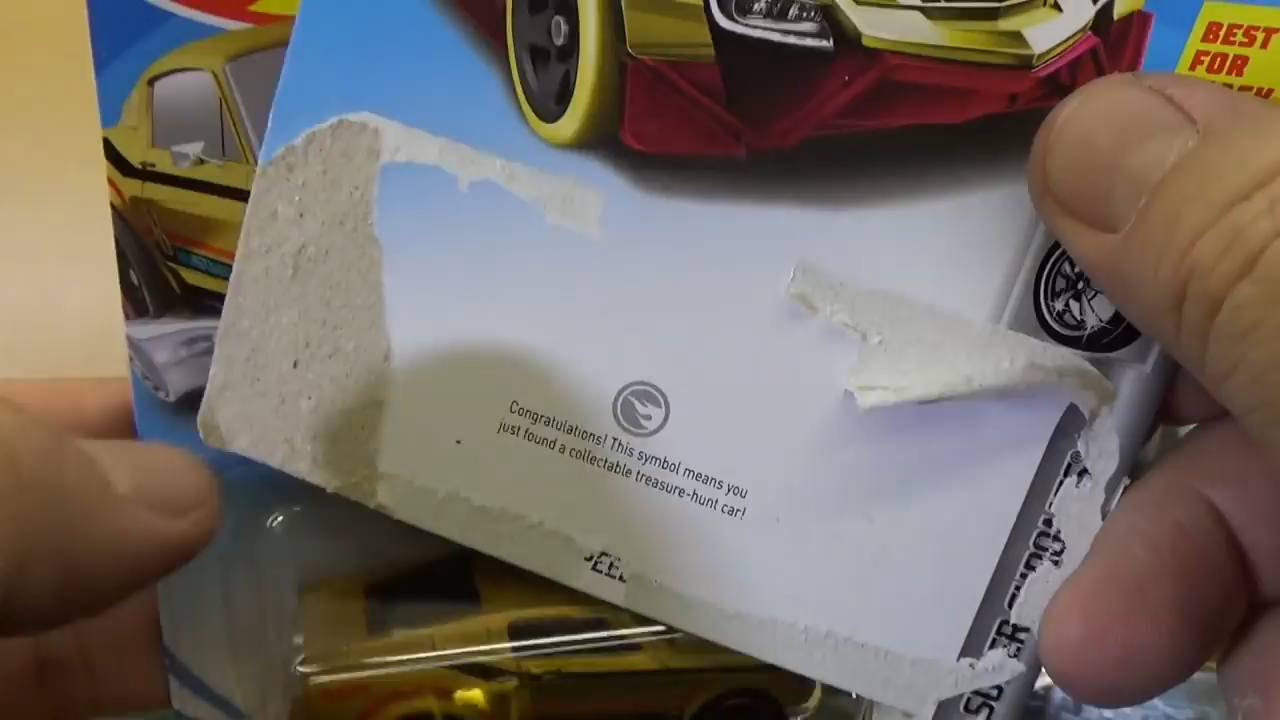 BEST
FOR
Congratulations! This symbol means you
just found a collectable treasure-hunt car!